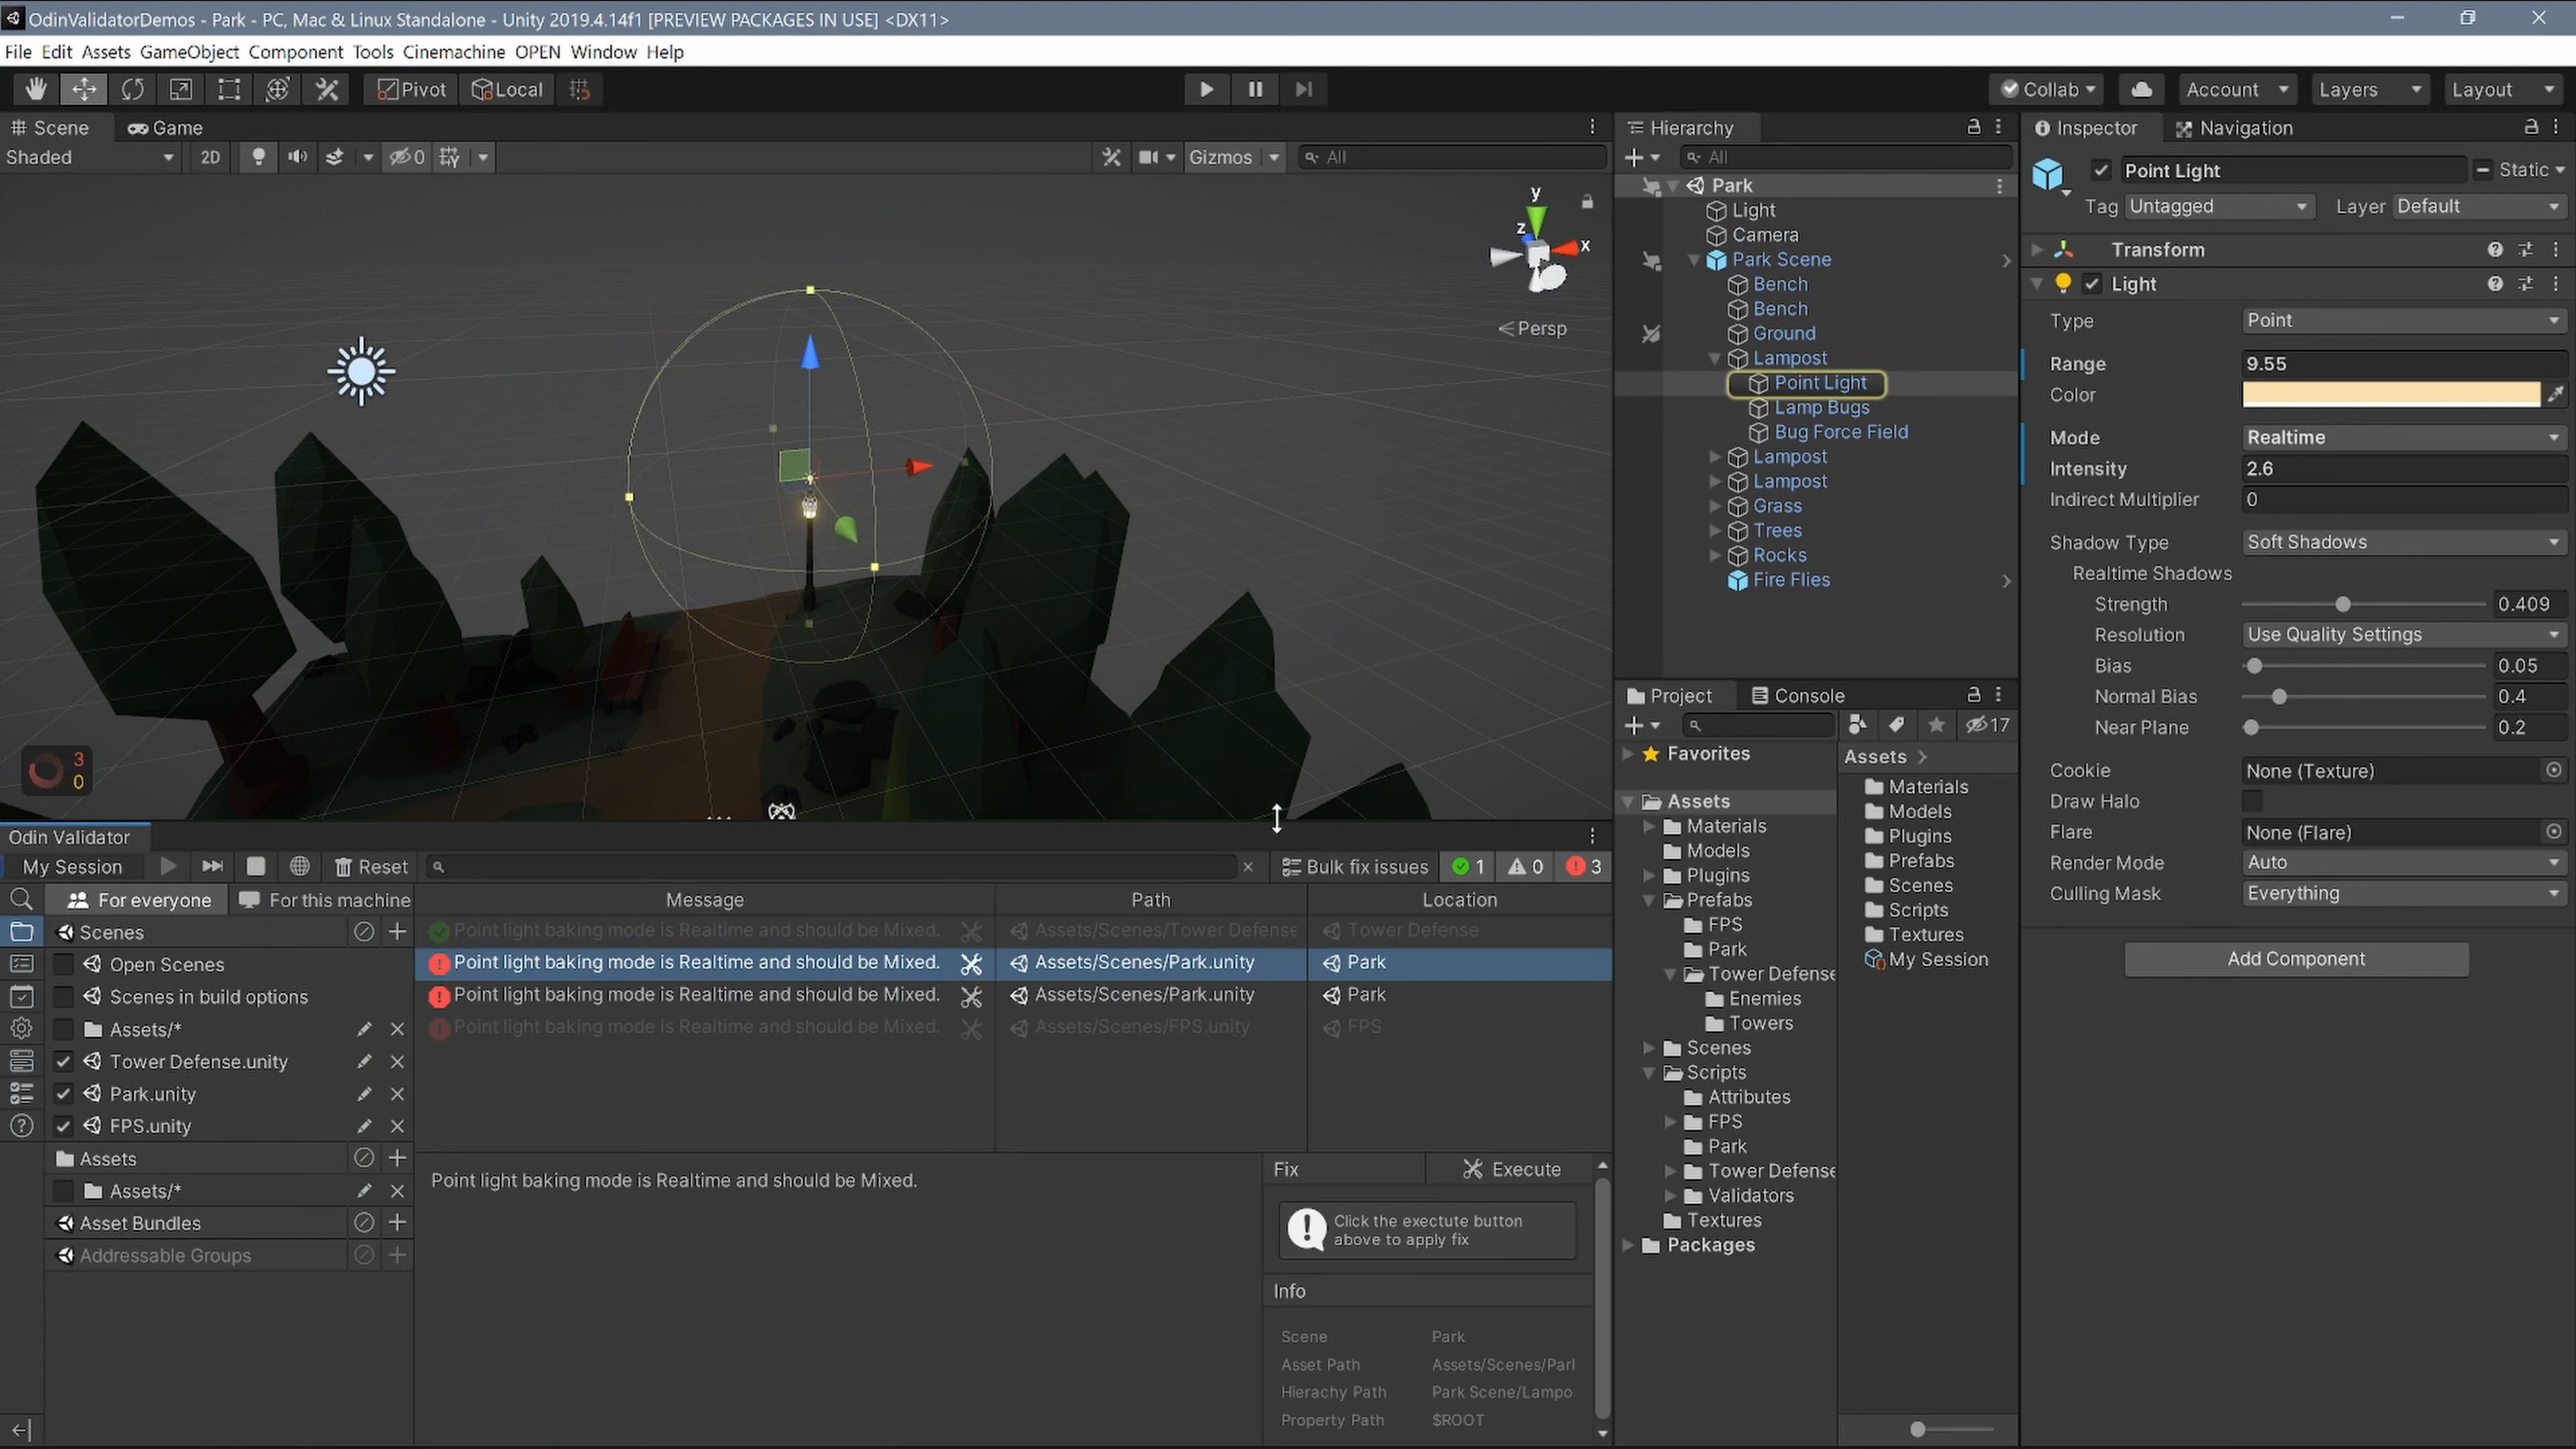 OdinValidatorDemos - Park - PC, Mac & Linux Standalone - Unity 2019.4.14f1 [PREVIEW PACKAGES IN USE] <DX11>
File Edit Assets GameObject Component Tools Cinemachine OPEN Window Help
Pivot Local Collab Account Layers Layout
Scene Game
Shaded 2D 0 Gizmos All
y
z
x
Persp
3
0
Hierarchy
All
Park
Light
Camera
Park Scene
Bench
Bench
Ground
Lampost
Point Light
Lamp Bugs
Bug Force Field
Lampost
Lampost
Grass
Trees
Rocks
Fire Flies
Inspector Navigation
Point Light Static
Tag Untagged Layer Default
Transform
Light
Type Point
Range 9.55
Color
Mode Realtime
Intensity 2.6
Indirect Multiplier 0
Shadow Type Soft Shadows
Realtime Shadows
Strength 0.409
Resolution Use Quality Settings
Bias 0.05
Normal Bias 0.4
Near Plane 0.2
Cookie None (Texture)
Draw Halo
Flare None (Flare)
Render Mode Auto
Culling Mask Everything
Add Component
Project Console
17
Favorites
Assets
Materials
Models
Plugins
Prefabs
FPS
Park
Tower Defense
Enemies
Towers
Scenes
Scripts
Attributes
FPS
Park
Tower Defense
Validators
Textures
Packages
Assets
Materials
Models
Plugins
Prefabs
Scenes
Scripts
Textures
My Session
Odin Validator
My Session Reset Bulk fix issues 1 0 3
For everyone For this machine
Scenes
Open Scenes
Scenes in build options
Assets/*
Tower Defense.unity
Park.unity
FPS.unity
Assets
Assets/*
Asset Bundles
Addressable Groups
Message Path Location
Point light baking mode is Realtime and should be Mixed. Assets/Scenes/Tower Defense Tower Defense
Point light baking mode is Realtime and should be Mixed. Assets/Scenes/Park.unity Park
Point light baking mode is Realtime and should be Mixed. Assets/Scenes/Park.unity Park
Point light baking mode is Realtime and should be Mixed. Assets/Scenes/FPS.unity FPS
Point light baking mode is Realtime and should be Mixed.
Fix Execute
Click the exectute button
above to apply fix
Info
Scene Park
Asset Path Assets/Scenes/Parl
Hierachy Path Park Scene/Lampo
Property Path $ROOT